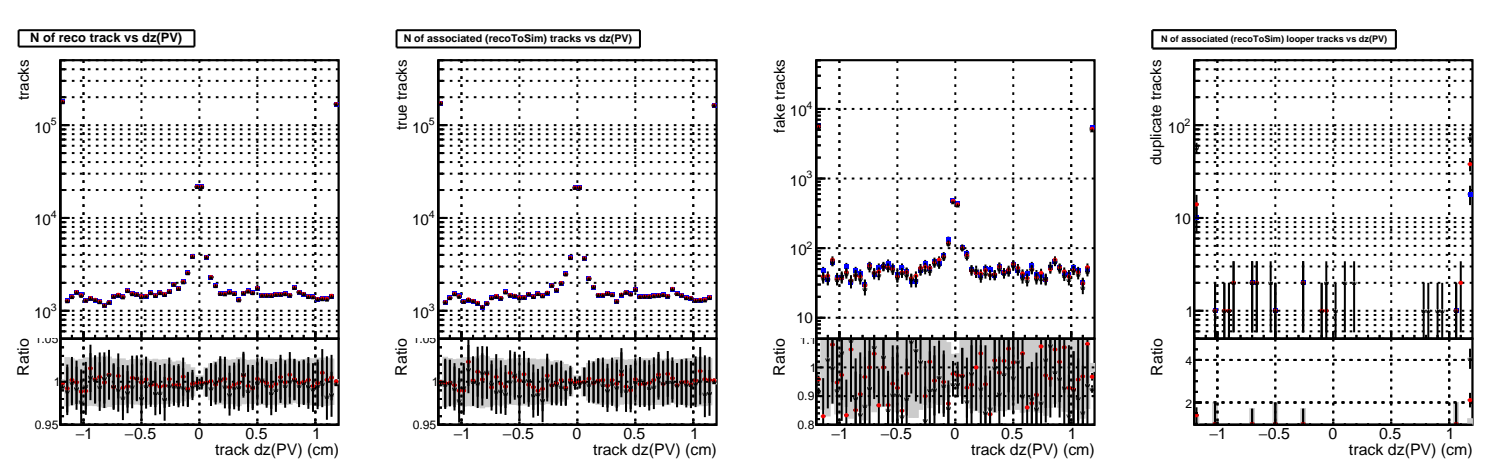 N of reco track vs dz(PV)
tracks
10^5
10^4
10^3
Ratio
1.05
1
0.95
−1 −0.5 0 0.5 1
track dz(PV) (cm)
N of associated (recoToSim) tracks vs dz(PV)
true tracks
10^5
10^4
10^3
Ratio
1.05
1
0.95
−1 −0.5 0 0.5 1
track dz(PV) (cm)
fake tracks
10^4
10^3
10^2
10
Ratio
1.1
1
0.9
0.8
−1 −0.5 0 0.5 1
track dz(PV) (cm)
N of associated (recoToSim) looper tracks vs dz(PV)
duplicate tracks
10^2
10
1
Ratio
4
2
−1 −0.5 0 0.5 1
track dz(PV) (cm)